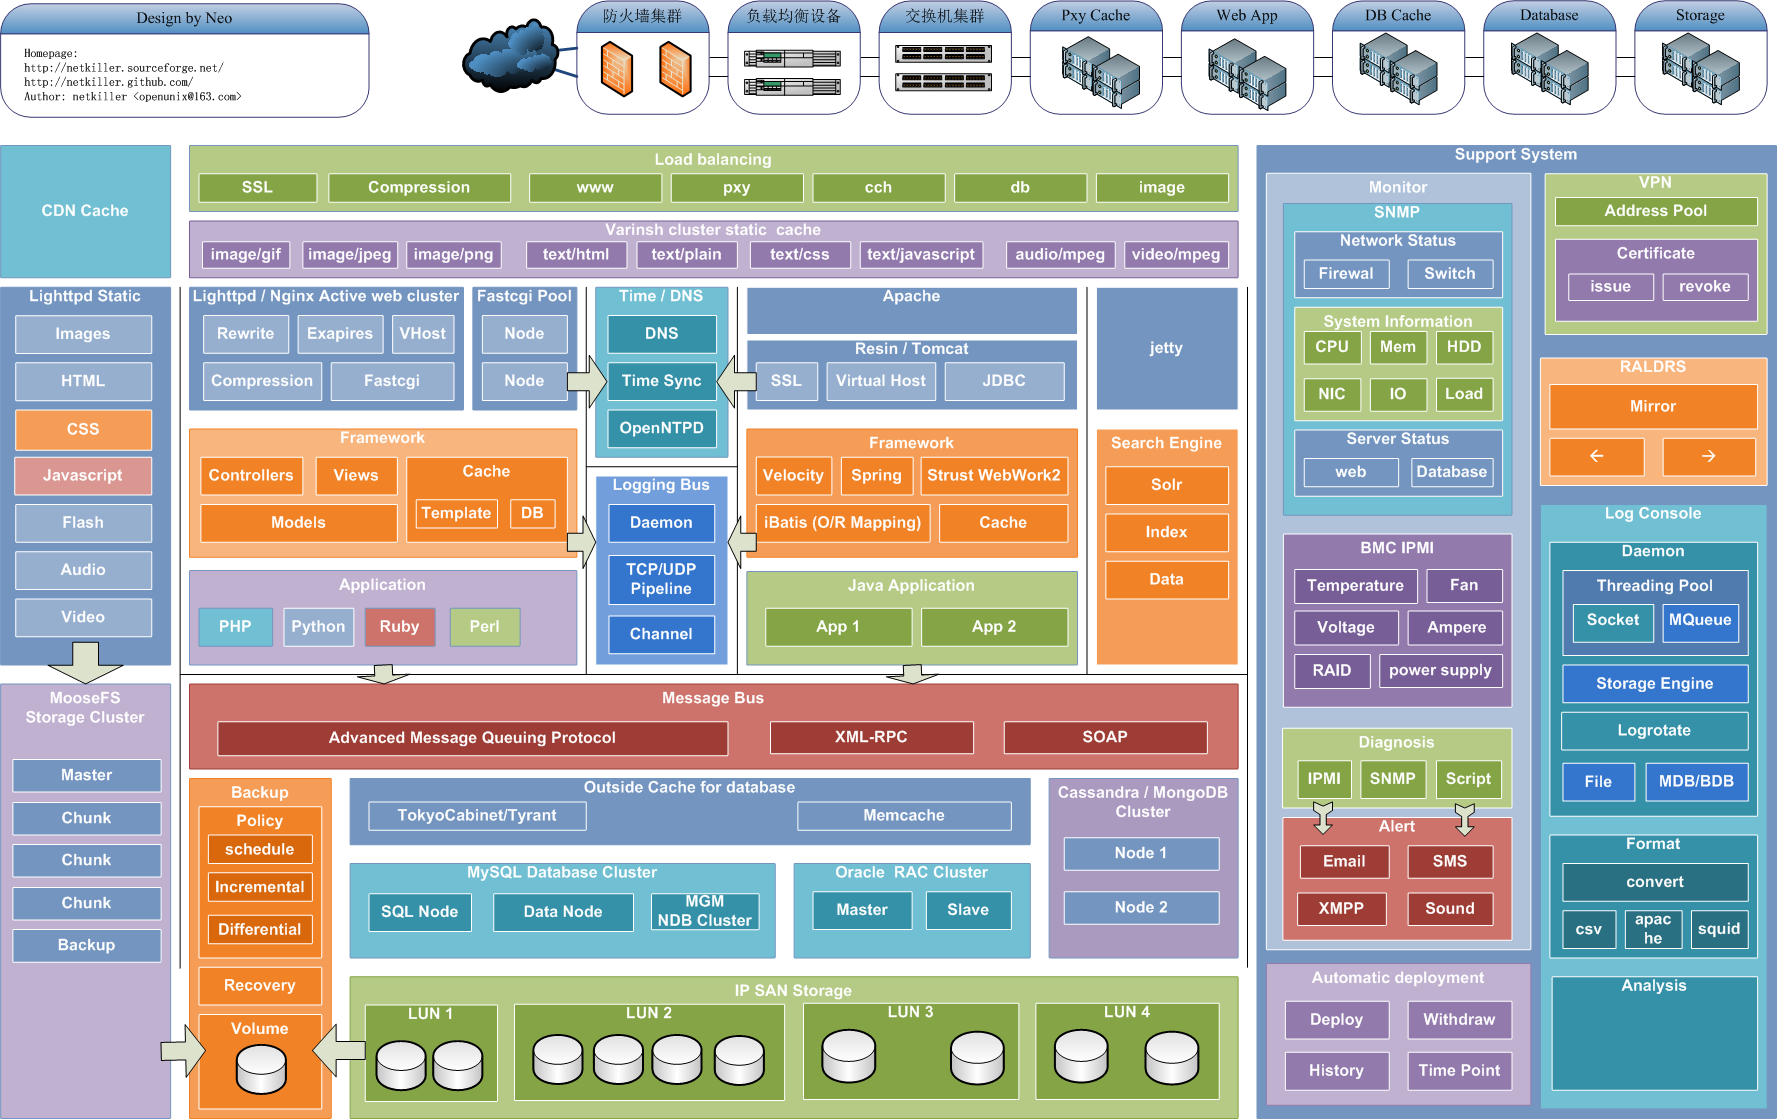 Design by Neo
Homepage:
http://netkiller.sourceforge.net/
http://netkiller.github.com/
Author: netkiller <openunix@163.com>
防火墙集群
负载均衡设备
交换机集群
Pxy Cache
Web App
DB Cache
Database
Storage
CDN Cache
Load balancing
SSL
Compression
www
pxy
cch
db
image
Varinsh cluster static cache
image/gif
image/jpeg
image/png
text/html
text/plain
text/css
text/javascript
audio/mpeg
video/mpeg
Lighttpd Static
Images
HTML
CSS
Javascript
Flash
Audio
Video
Lighttpd / Nginx Active web cluster
Rewrite
Exapires
VHost
Compression
Fastcgi
Fastcgi Pool
Node
Node
Time / DNS
DNS
Time Sync
OpenNTPD
Apache
Resin / Tomcat
SSL
Virtual Host
JDBC
jetty
Framework
Controllers
Views
Models
Cache
Template
DB
Logging Bus
Daemon
TCP/UDP
Pipeline
Channel
Framework
Velocity
Spring
Strust WebWork2
iBatis (O/R Mapping)
Cache
Search Engine
Solr
Index
Data
Application
PHP
Python
Ruby
Perl
Java Application
App 1
App 2
MooseFS
Storage Cluster
Master
Chunk
Chunk
Chunk
Backup
Message Bus
Advanced Message Queuing Protocol
XML-RPC
SOAP
Backup
Policy
schedule
Incremental
Differential
Recovery
Volume
Outside Cache for database
TokyoCabinet/Tyrant
Memcache
MySQL Database Cluster
SQL Node
Data Node
MGM
NDB Cluster
Oracle RAC Cluster
Master
Slave
Cassandra / MongoDB
Cluster
Node 1
Node 2
IP SAN Storage
LUN 1
LUN 2
LUN 3
LUN 4
Support System
Monitor
SNMP
Network Status
Firewal
Switch
System Information
CPU
Mem
HDD
NIC
IO
Load
Server Status
web
Database
BMC IPMI
Temperature
Fan
Voltage
Ampere
RAID
power supply
Diagnosis
IPMI
SNMP
Script
Alert
Email
SMS
XMPP
Sound
Automatic deployment
Deploy
Withdraw
History
Time Point
VPN
Address Pool
Certificate
issue
revoke
RALDRS
Mirror
←
→
Log Console
Daemon
Threading Pool
Socket
MQueue
Storage Engine
Logrotate
File
MDB/BDB
Format
convert
csv
apac
he
squid
Analysis